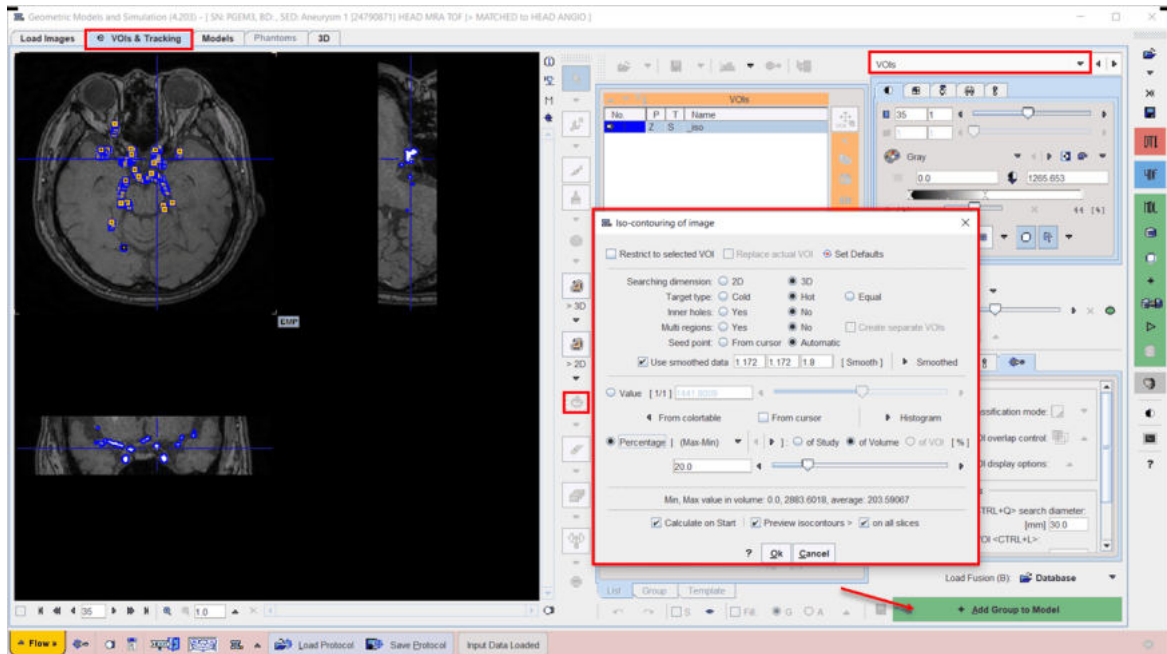 Geometric Models and Simulation (4.203) - [ SN: PGEM3, BD:, SED: Aneurysm 1 [24790871] HEAD MRA TOF |> MATCHED to HEAD ANGIO ]
Load Images VOIs & Tracking Models Phantoms 3D
VOIs
VOIs
No. P T Name
Z S _iso
35 1
1 1
Gray
0.0 1265.653
[%]
M
> 3D
> 2D
EMP
Iso-contouring of image
Restrict to selected VOI Replace actual VOI Set Defaults
Searching dimension: 2D 3D
Target type: Cold Hot Equal
Inner holes: Yes No
Multi regions: Yes No Create separate VOIs
Seed point: From cursor Automatic
Use smoothed data 1.172 1.172 1.8 [ Smooth ] Smoothed
Value [ 1/1 ]
From colortable From cursor Histogram
Percentage ] (Max-Min) ] : of Study of Volume of VOI [ % ]
20.0
Min, Max value in volume: 0.0, 2883.6018, average: 203.59067
Calculate on Start Preview isocontours > on all slices
? Ok Cancel
ssification mode:
OI overlap control:
OI display options:
TRL+Q> search diameter:
[mm] 30.0
OI <CTRL+L>:
?
List Group Template
Load Fusion (B): Database
35 1.0
S Fill. G O A
+ Add Group to Model
Flow » Load Protocol Save Protocol Input Data Loaded